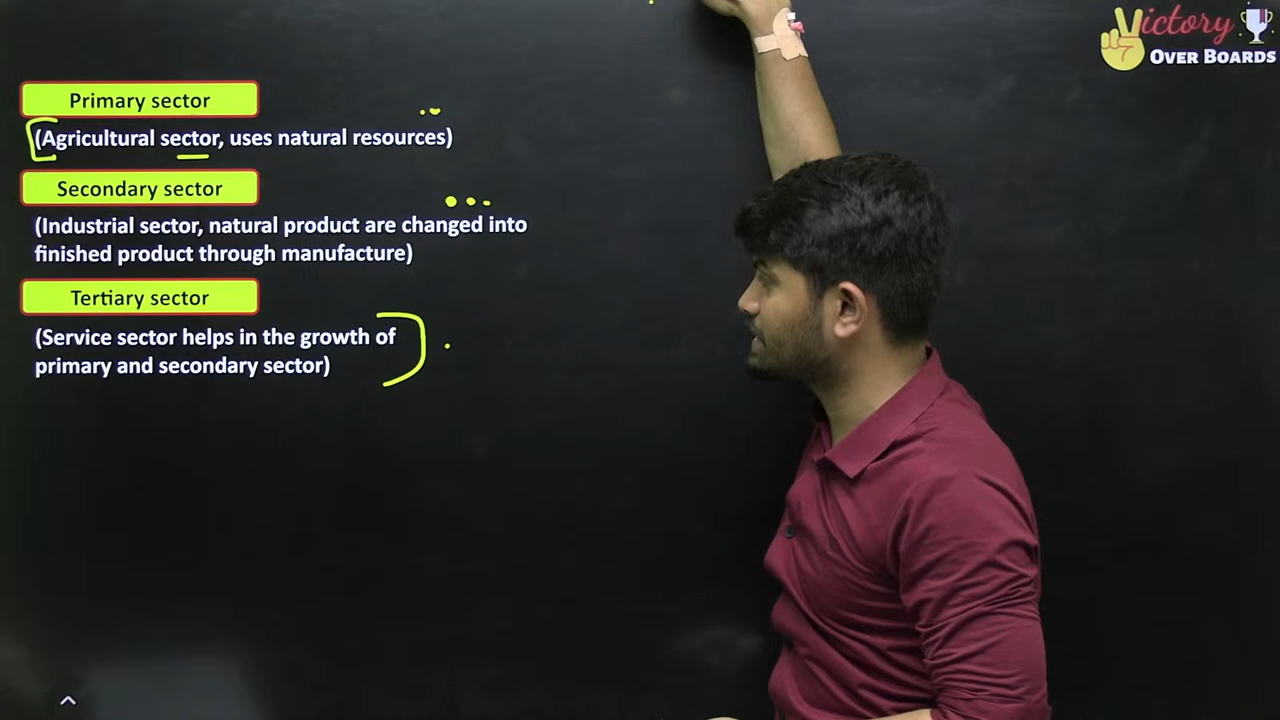 Victory
OVER BOARDS
Primary sector
(Agricultural sector, uses natural resources)
Secondary sector
(Industrial sector, natural product are changed into
finished product through manufacture)
Tertiary sector
(Service sector helps in the growth of
primary and secondary sector)